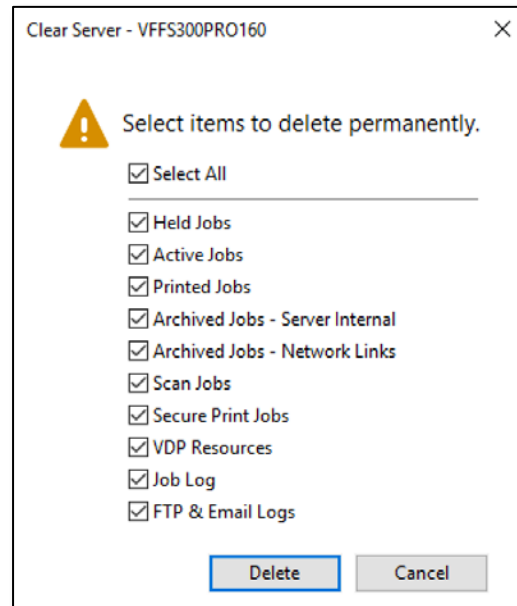 Clear Server - VFFS300PRO160
Select items to delete permanently.
Select All
Held Jobs
Active Jobs
Printed Jobs
Archived Jobs - Server Internal
Archived Jobs - Network Links
Scan Jobs
Secure Print Jobs
VDP Resources
Job Log
FTP & Email Logs
Delete Cancel